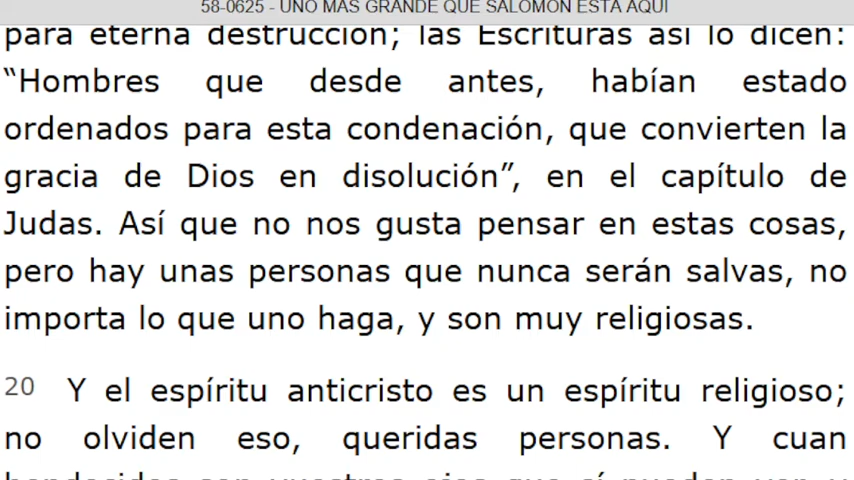 58-0625 - UNO MAS GRANDE QUE SALOMON ESTA AQUI
para eterna destrucción; las Escrituras así lo dicen:
“Hombres que desde antes, habían estado
ordenados para esta condenación, que convierten la
gracia de Dios en disolución”, en el capítulo de
Judas. Así que no nos gusta pensar en estas cosas,
pero hay unas personas que nunca serán salvas, no
importa lo que uno haga, y son muy religiosas.
20 Y el espíritu anticristo es un espíritu religioso;
no olviden eso, queridas personas. Y cuan